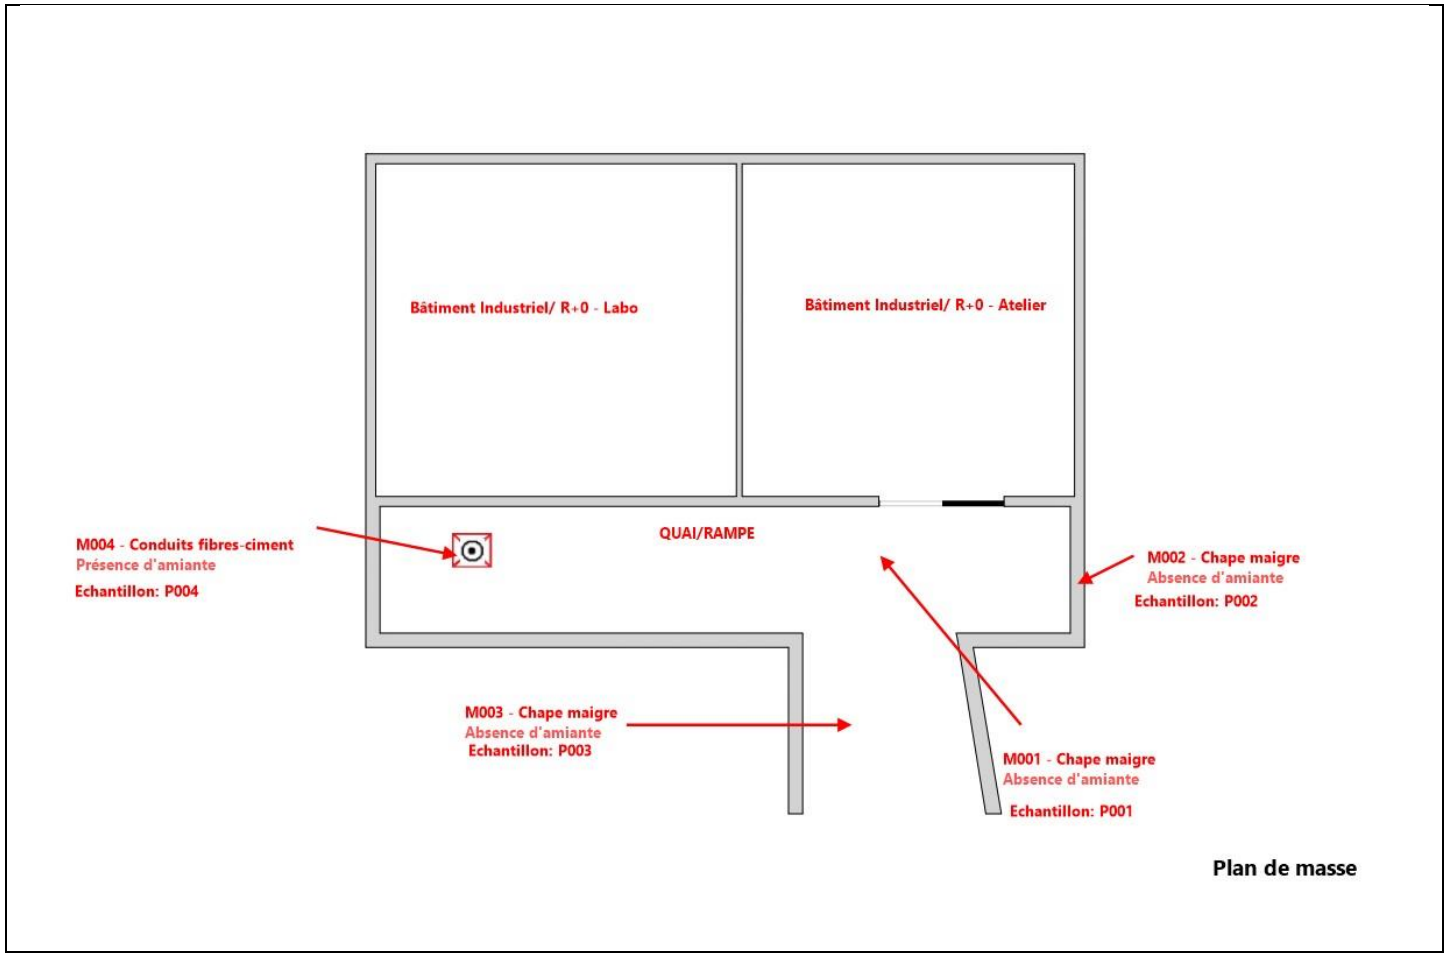 Bâtiment Industriel/ R+0 - Labo
Bâtiment Industriel/ R+0 - Atelier
QUAI/RAMPE
M004 - Conduits fibres-ciment
Présence d'amiante
Echantillon: P004
M002 - Chape maigre
Absence d'amiante
Echantillon: P002
M003 - Chape maigre
Absence d'amiante
Echantillon: P003
M001 - Chape maigre
Absence d'amiante
Echantillon: P001
Plan de masse